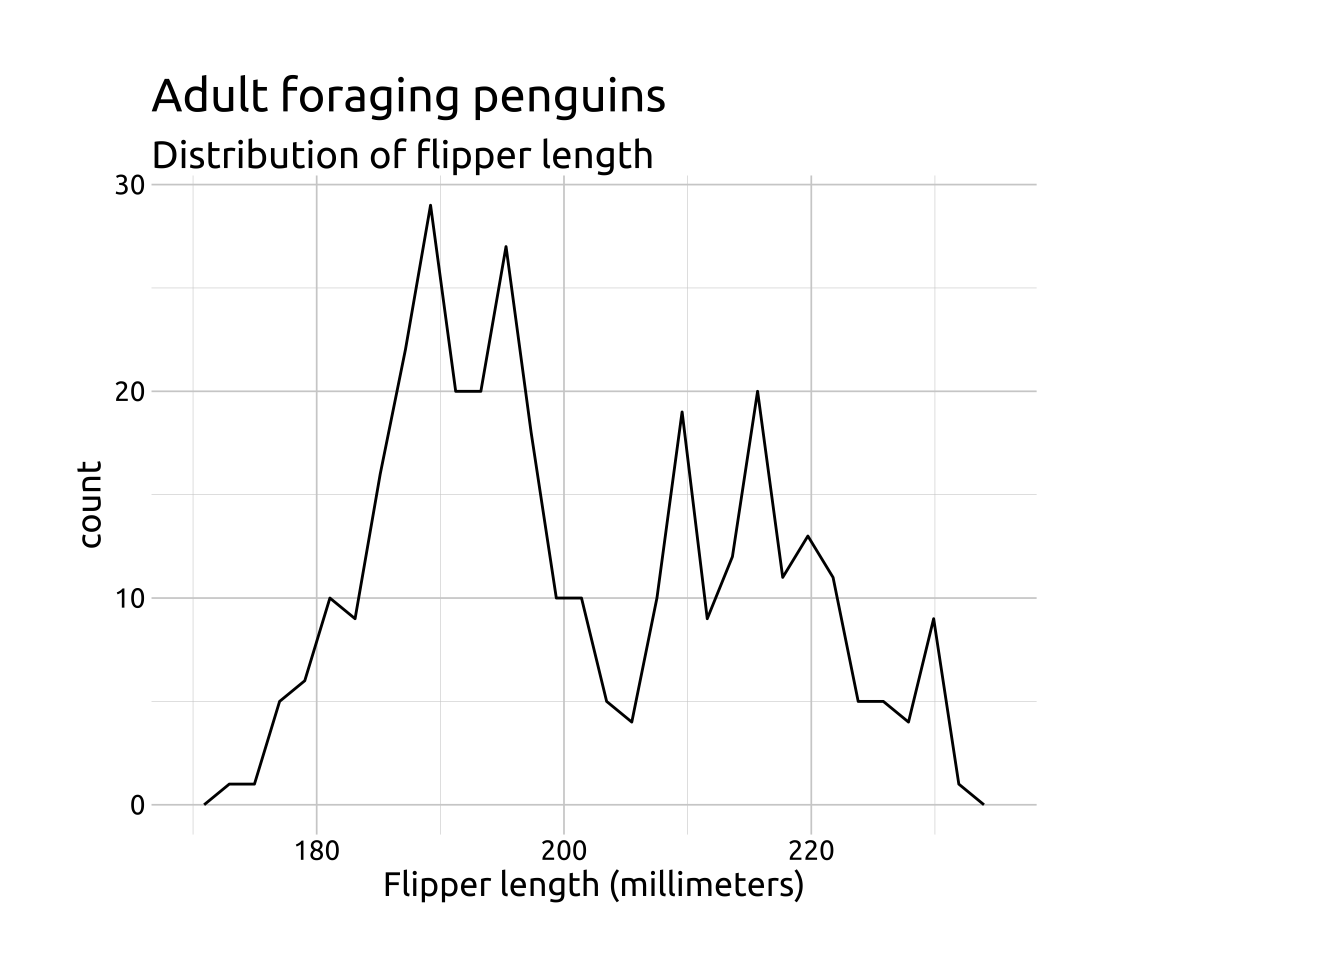 Adult foraging penguins
Distribution of flipper length
30
20
10
0
count
180 200 220
Flipper length (millimeters)